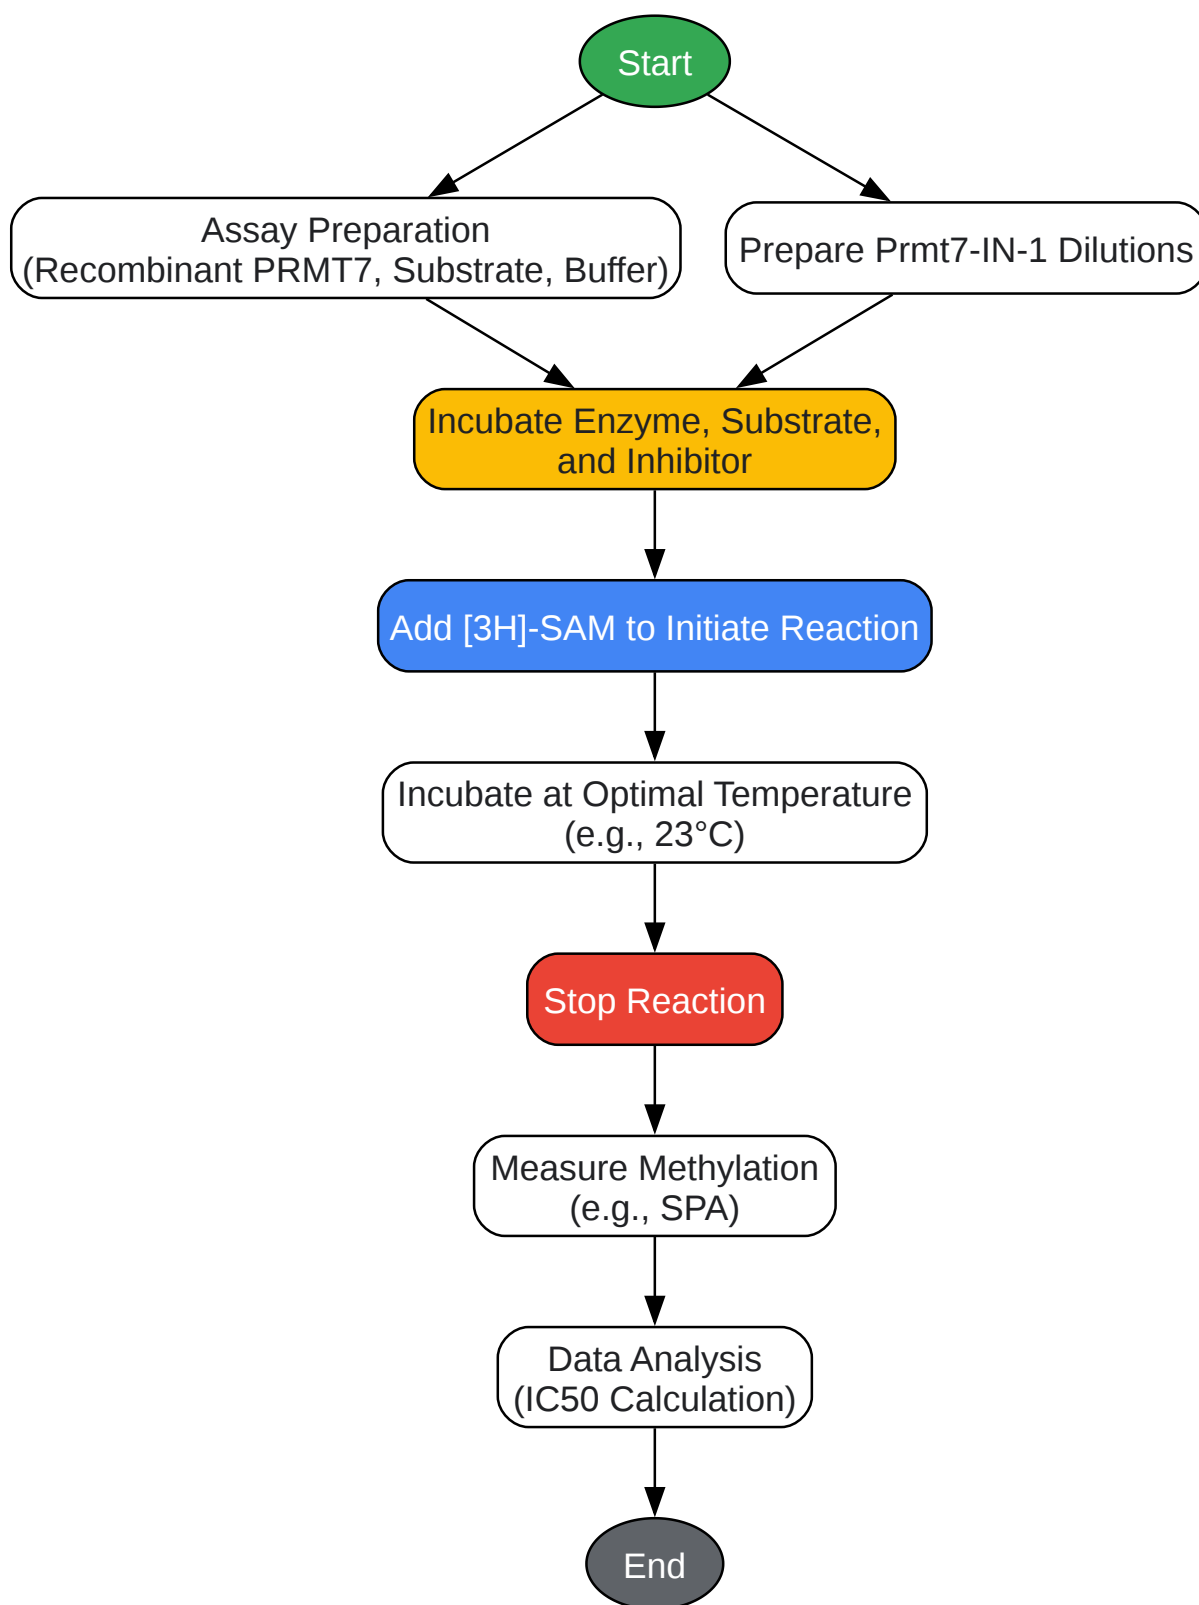 Start
Assay Preparation
(Recombinant PRMT7, Substrate, Buffer)
Prepare Prmt7-IN-1 Dilutions
Incubate Enzyme, Substrate,
and Inhibitor
Add [3H]-SAM to Initiate Reaction
Incubate at Optimal Temperature
(e.g., 23°C)
Stop Reaction
Measure Methylation
(e.g., SPA)
Data Analysis
(IC50 Calculation)
End